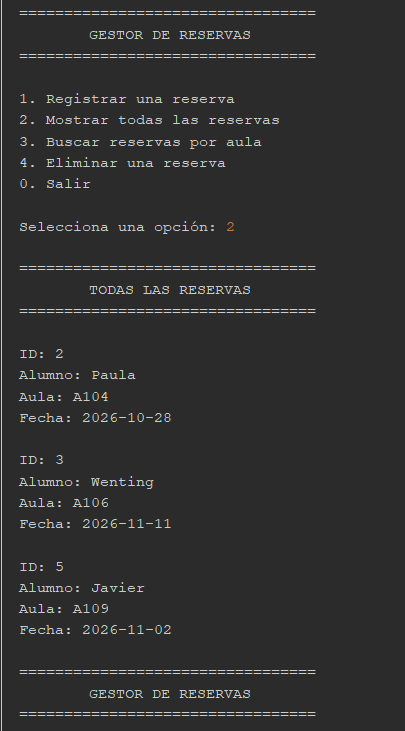 =================================
GESTOR DE RESERVAS
=================================
1. Registrar una reserva
2. Mostrar todas las reservas
3. Buscar reservas por aula
4. Eliminar una reserva
0. Salir
Selecciona una opción: 2
=================================
TODAS LAS RESERVAS
=================================
ID: 2
Alumno: Paula
Aula: A104
Fecha: 2026-10-28
ID: 3
Alumno: Wenting
Aula: A106
Fecha: 2026-11-11
ID: 5
Alumno: Javier
Aula: A109
Fecha: 2026-11-02
=================================
GESTOR DE RESERVAS
=================================